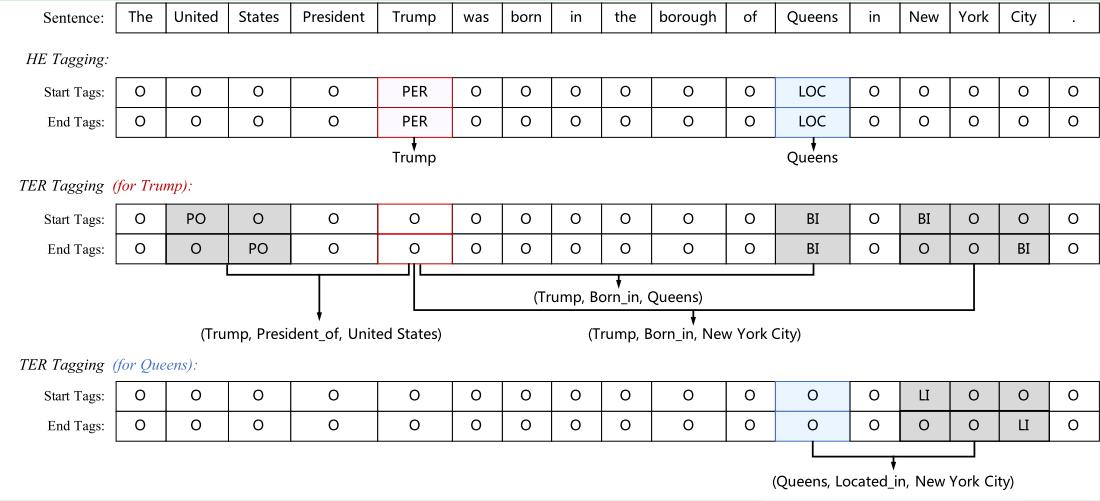 Sentence: The United States President Trump was born in the borough of Queens in New York City .
HE Tagging:
Start Tags: O O O O PER O O O O O O LOC O O O O O
End Tags: O O O O PER O O O O O O LOC O O O O O
Trump Queens
TER Tagging (for Trump):
Start Tags: O PO O O O O O O O O O BI O BI O O O
End Tags: O O PO O O O O O O O O BI O O O BI O
(Trump, Born_in, Queens)
(Trump, President_of, United States) (Trump, Born_in, New York City)
TER Tagging (for Queens):
Start Tags: O O O O O O O O O O O O O LI O O O
End Tags: O O O O O O O O O O O O O O O LI O
(Queens, Located_in, New York City)